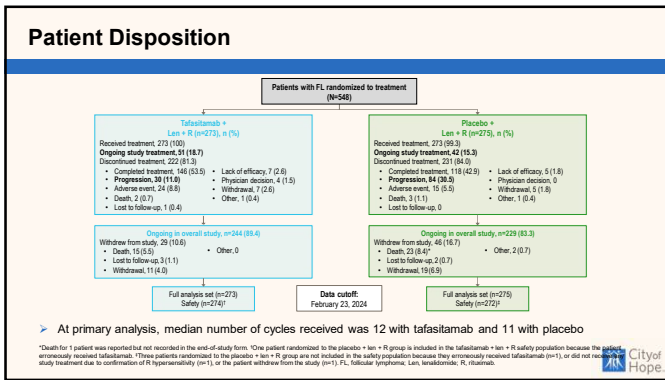 Patient Disposition
Patients with FL randomized to treatment
(N=548)
Tafasitamab +
Len + R (n=273), n (%)
Received treatment, 273 (100)
Ongoing study treatment, 51 (18.7)
Discontinued treatment, 222 (81.3)
• Completed treatment, 146 (53.5)
• Progression, 30 (11.0)
• Adverse event, 24 (8.8)
• Death, 2 (0.7)
• Lost to follow-up, 1 (0.4)
• Lack of efficacy, 7 (2.6)
• Physician decision, 4 (1.5)
• Withdrawal, 7 (2.6)
• Other, 1 (0.4)
Placebo +
Len + R (n=275), n (%)
Received treatment, 273 (99.3)
Ongoing study treatment, 42 (15.3)
Discontinued treatment, 231 (84.0)
• Completed treatment, 118 (42.9)
• Progression, 84 (30.5)
• Adverse event, 15 (5.5)
• Death, 3 (1.1)
• Lost to follow-up, 0
• Lack of efficacy, 5 (1.8)
• Physician decision, 0
• Withdrawal, 5 (1.8)
• Other, 1 (0.4)
Ongoing in overall study, n=244 (89.4)
Withdrew from study, 29 (10.6)
• Death, 15 (5.5)
• Lost to follow-up, 3 (1.1)
• Withdrawal, 11 (4.0)
• Other, 0
Ongoing in overall study, n=229 (83.3)
Withdrew from study, 46 (16.7)
• Death, 23 (8.4)*
• Lost to follow-up, 2 (0.7)
• Withdrawal, 19 (6.9)
• Other, 2 (0.7)
Full analysis set (n=273)
Safety (n=274)†
Data cutoff:
February 23, 2024
Full analysis set (n=275)
Safety (n=272)‡
➢ At primary analysis, median number of cycles received was 12 with tafasitamab and 11 with placebo
*Death for 1 patient was reported but not recorded in the end-of-study form. †One patient randomized to the placebo + len + R group is included in the tafasitamab + len + R safety population because the patient
erroneously received tafasitamab. ‡Three patients randomized to the placebo + len + R group are not included in the safety population because they erroneously received tafasitamab (n=1), or did not
study treatment due to confirmation of R hypersensitivity (n=1), or the patient withdrew from the study (n=1). FL, follicular lymphoma; Len, lenalidomide; R, rituximab.
City of
Hope.